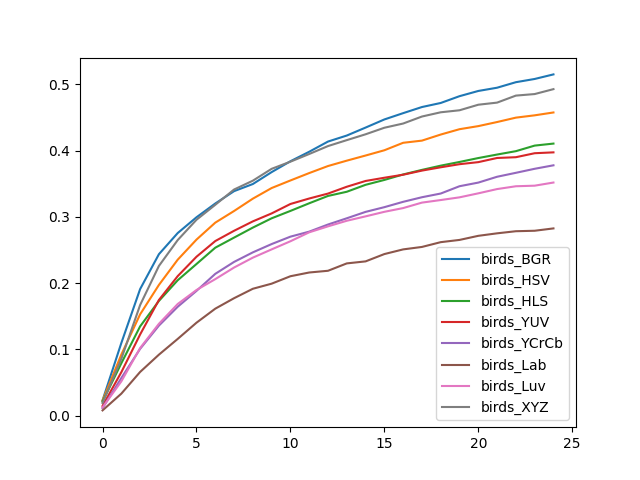 0.5
0.4
0.3
0.2
0.1
0.0
0 5 10 15 20 25
birds_BGR
birds_HSV
birds_HLS
birds_YUV
birds_YCrCb
birds_Lab
birds_Luv
birds_XYZ